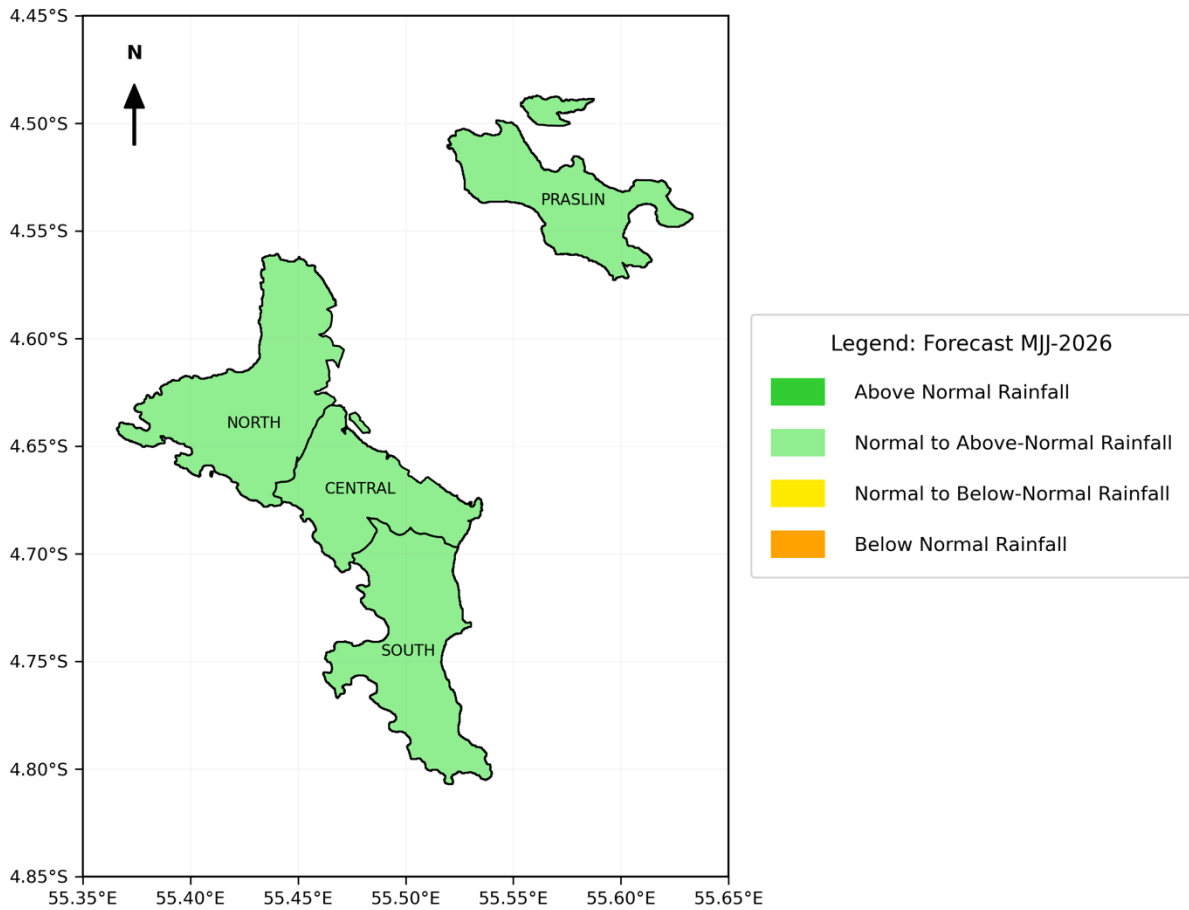 4.45°S
N
4.50°S
PRASLIN
4.55°S
4.60°S
Legend: Forecast MJJ-2026
Above Normal Rainfall
NORTH
4.65°S
Normal to Above-Normal Rainfall
CENTRAL
Normal to Below-Normal Rainfall
4.70°S
Below Normal Rainfall
SOUTH
4.75°S
4.80°S
4.85°S
55.35°E 55.40°E 55.45°E 55.50°E 55.55°E 55.60°E 55.65°E